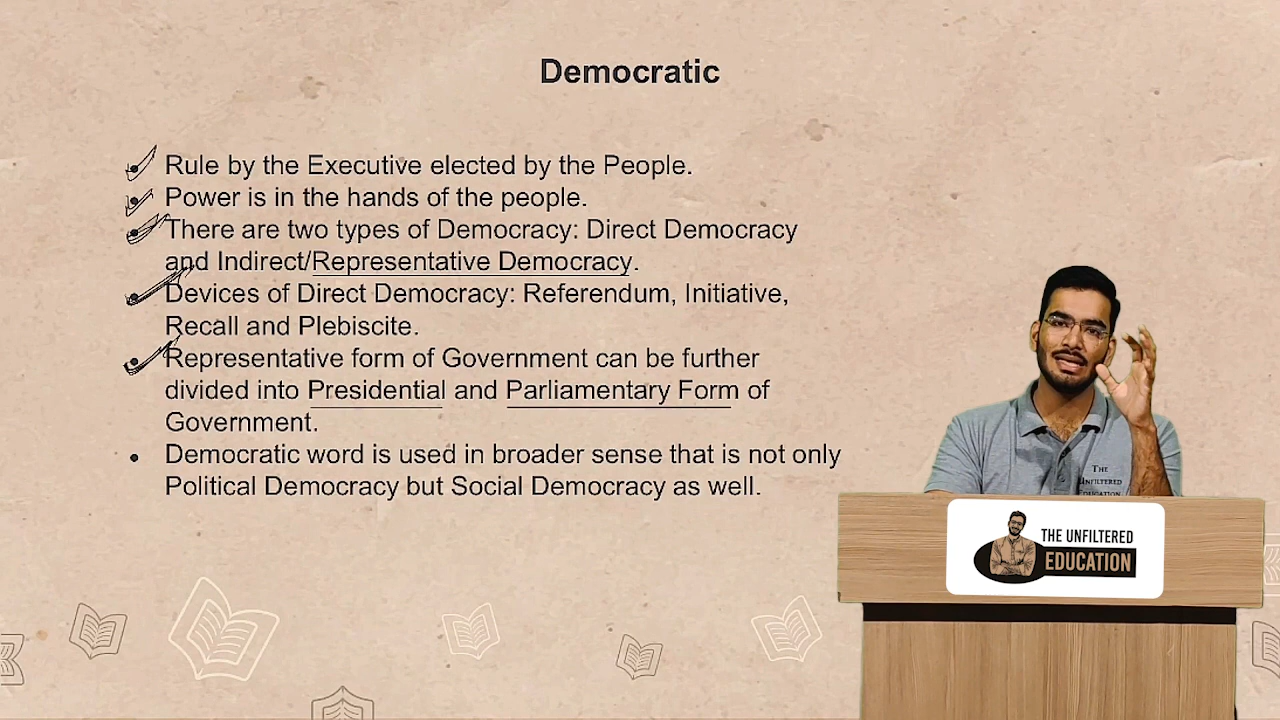 Democratic
Rule by the Executive elected by the People.
Power is in the hands of the people.
There are two types of Democracy: Direct Democracy
and Indirect/Representative Democracy.
Devices of Direct Democracy: Referendum, Initiative,
Recall and Plebiscite.
Representative form of Government can be further
divided into Presidential and Parliamentary Form of
Government.
Democratic word is used in broader sense that is not only
Political Democracy but Social Democracy as well.
THE
UNFILTERED
EDUCATION
THE UNFILTERED
EDUCATION